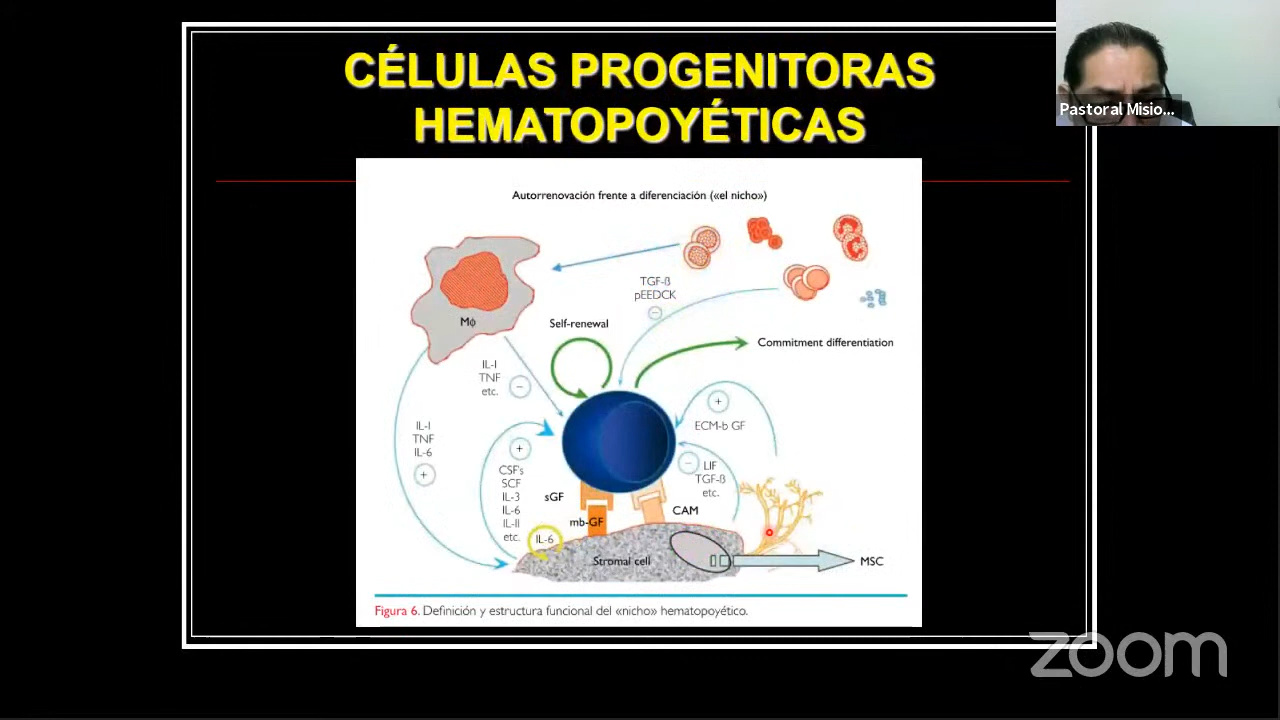 CÉLULAS PROGENITORAS
HEMATOPOYÉTICAS
Pastoral Misio...
Autorrenovación frente a diferenciación («el nicho»)
TGF-ß
pEEDCK
−
Mϕ
Self-renewal
Commitment differentiation
IL-I
TNF
etc.
−
+
ECM-b GF
IL-I
TNF
IL-6
+
+
CSF's
SCF
IL-3
IL-6
IL-II
etc.
−
LIF
TGF-ß
etc.
sGF
mb-GF
CAM
IL-6
Stromal cell
MSC
Figura 6. Definición y estructura funcional del «nicho» hematopoyético.
zoom